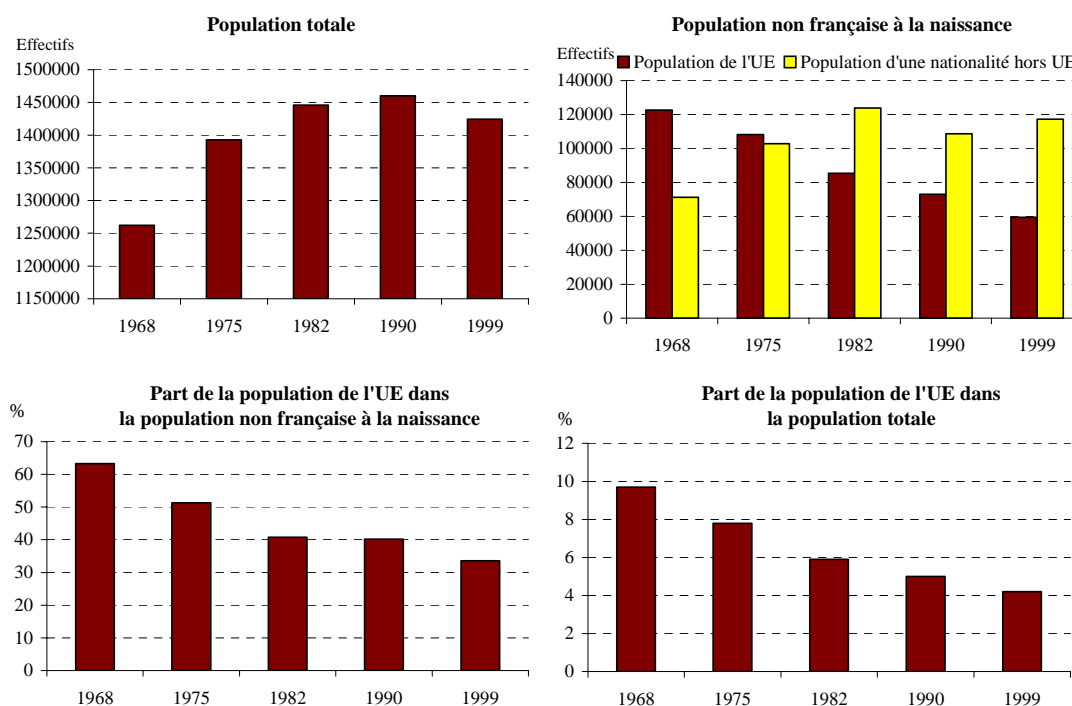 Population totale
Effectifs
1500000
1450000
1400000
1350000
1300000
1250000
1200000
1150000
1968 1975 1982 1990 1999
Population non française à la naissance
Effectifs
Population de l'UE Population d'une nationalité hors UE
140000
120000
100000
80000
60000
40000
20000
0
1968 1975 1982 1990 1999
Part de la population de l'UE dans
la population non française à la naissance
%
70
60
50
40
30
20
10
0
1968 1975 1982 1990 1999
Part de la population de l'UE dans
la population totale
%
12
10
8
6
4
2
0
1968 1975 1982 1990 1999